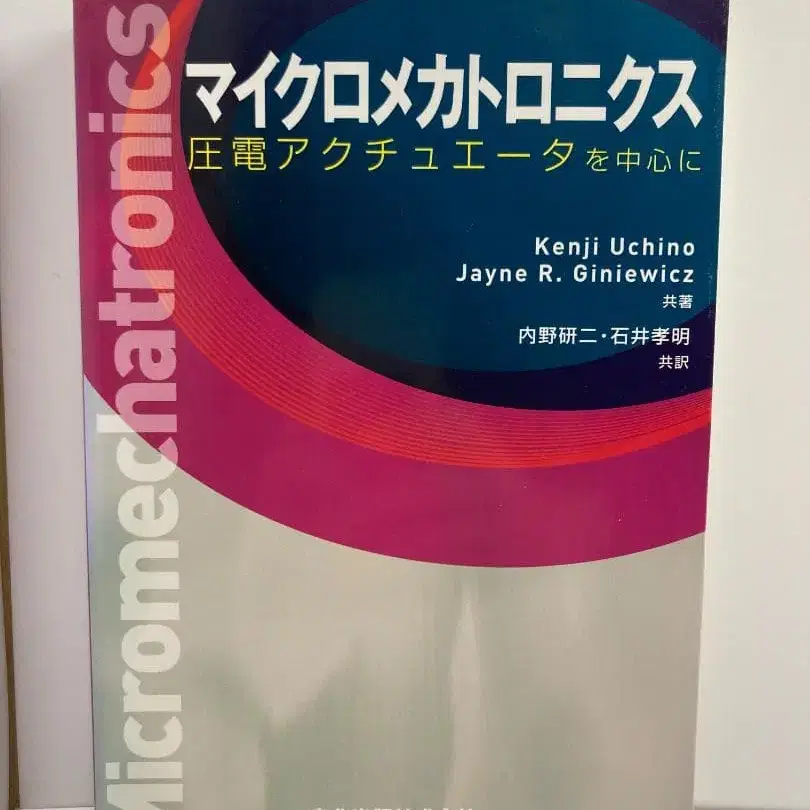 マイクロメカトロニクス
圧電アクチュエータを中心に
Kenji Uchino
Jayne R. Giniewicz
共著
内野研二・石井孝明
共訳
Micromechatronics